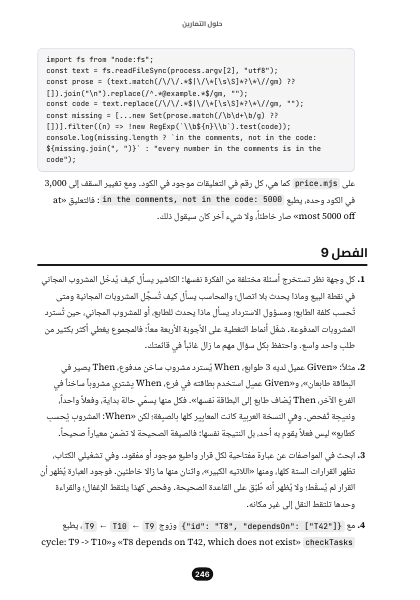 حلول التمارين
import fs from "node:fs";
const text = fs.readFileSync(process.argv[2], "utf8");
const prose = (text.match(/\/\/.*$|\/\*[\s\S]*?\*\//gm) ??
[]).join("\n").replace(/^.*@example.*$/gm, "");
const code = text.replace(/\/\/.*$|\/\*[\s\S]*?\*\//gm, "");
const missing = [...new Set(prose.match(/\b\d+\b/g) ??
[])].filter((n) => !new RegExp(`\\b${n}\\b`).test(code));
console.log(missing.length ? `in the comments, not in the code:
${missing.join(", ")}` : "every number in the comments is in the
code");
على price.mjs كما هي، كل رقم في التعليقات موجود في الكود. ومع تغيير السقف إلى 3,000
في الكود وحده، يطبع in the comments, not in the code: 5000: فالتعليق «at
most 5000 off» صار خاطئاً، ولا شيء آخر كان سيقول ذلك.
الفصل 9
1. كل وجهة نظر تستخرج أسئلة مختلفة من الفكرة نفسها: الكاشير يسأل كيف يُدخَل المشروب المجاني
في نقطة البيع وماذا يحدث بلا اتصال؛ والمحاسب يسأل كيف تُسجَّل المشروبات المجانية ومتى
تُحسب كلفة الطابع؛ ومسؤول الاسترداد يسأل ماذا يحدث للطابع، أو للمشروب المجاني، حين تُسترد
المشروبات المدفوعة. شغّل أنماط التغطية على الأجوبة الأربعة معاً: فالمجموع يغطي أكثر بكثير من
طلب واحد واسع. واحتفظ بكل سؤال مهم ما زال غائباً في قائمتك.
2. مثلاً: «Given عميل لديه 3 طوابع، When يُسترد مشروب ساخن مدفوع، Then يصير في
البطاقة طابعان»، و«Given عميل استخدم بطاقته في فرع، When يشتري مشروباً ساخناً في
الفرع الآخر، Then يُضاف طابع إلى البطاقة نفسها». فكل منها يسمّي حالة بداية، وفعلاً واحداً،
ونتيجة تُفحص. وفي النسخة العربية كانت المعايير كلها بالصيغة؛ لكن «When: المشروب يُحسب
كطابع» ليس فعلاً يقوم به أحد، بل النتيجة نفسها: فالصيغة الصحيحة لا تضمن معياراً صحيحاً.
3. ابحث في المواصفات عن عبارة مفتاحية لكل قرار واطبع موجود أو مفقود. وفي تشغيلي الكتاب،
تظهر القرارات الستة كلها، ومنها «اللاتيه الكبير»، واثنان منها ما زالا خاطئين. فوجود العبارة يُظهر أن
القرار لم يُسقط؛ ولا يُظهر أنه طُبّق على القاعدة الصحيحة. وفحص كهذا يلتقط الإغفال؛ والقراءة
وحدها تلتقط النقل إلى غير مكانه.
4. مع {"id": "T8", "dependsOn": ["T42"]} وزوج T9 ← T10 ← T9، يطبع
checkTasks «T8 depends on T42, which does not exist» و«cycle: T9 -> T10
246